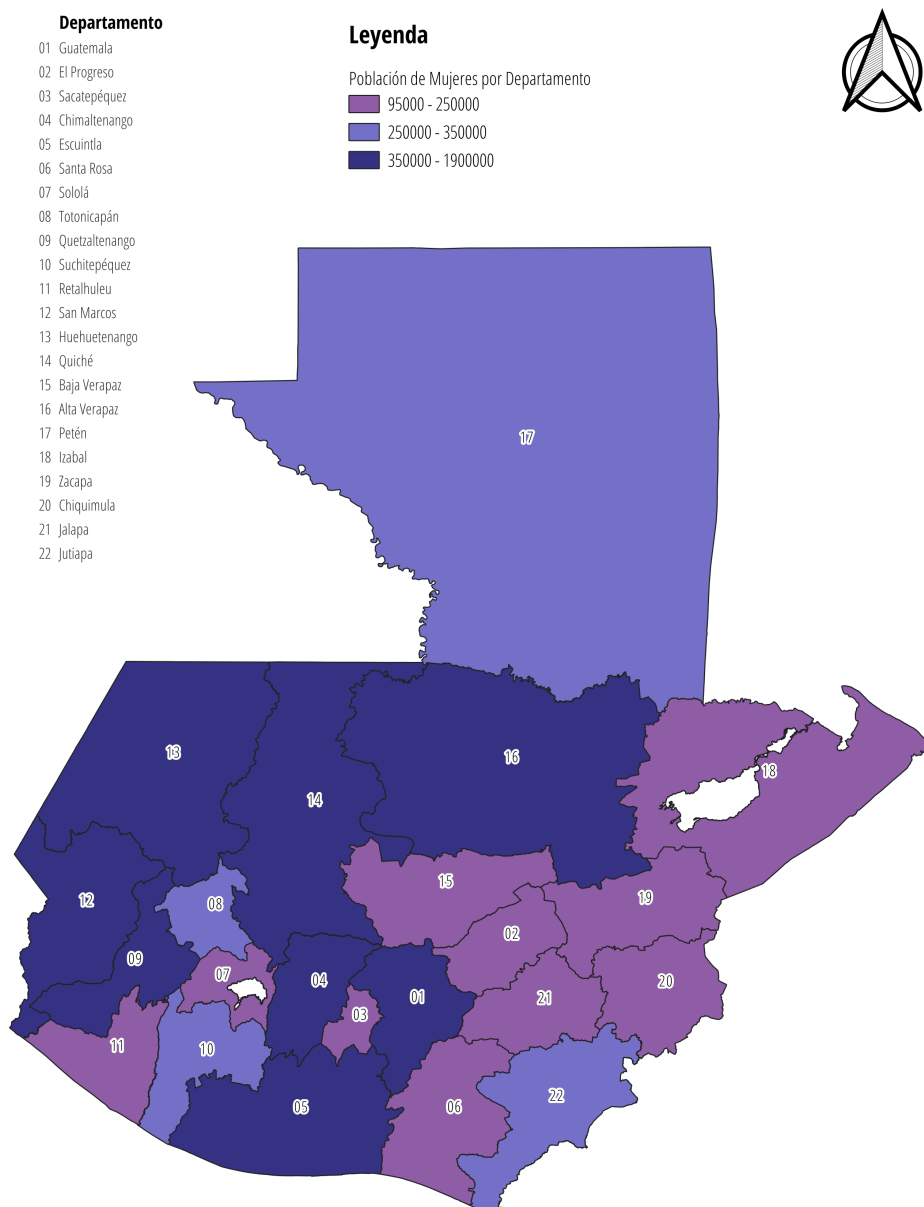 Departamento
01 Guatemala
02 El Progreso
03 Sacatepéquez
04 Chimaltenango
05 Escuintla
06 Santa Rosa
07 Sololá
08 Totonicapán
09 Quetzaltenango
10 Suchitepéquez
11 Retalhuleu
12 San Marcos
13 Huehuetenango
14 Quiché
15 Baja Verapaz
16 Alta Verapaz
17 Petén
18 Izabal
19 Zacapa
20 Chiquimula
21 Jalapa
22 Jutiapa
Leyenda
Población de Mujeres por Departamento
95000 - 250000
250000 - 350000
350000 - 1900000
17
13
16
18
14
15
12
08
19
02
09
07
04
20
01
21
03
11
10
22
05
06